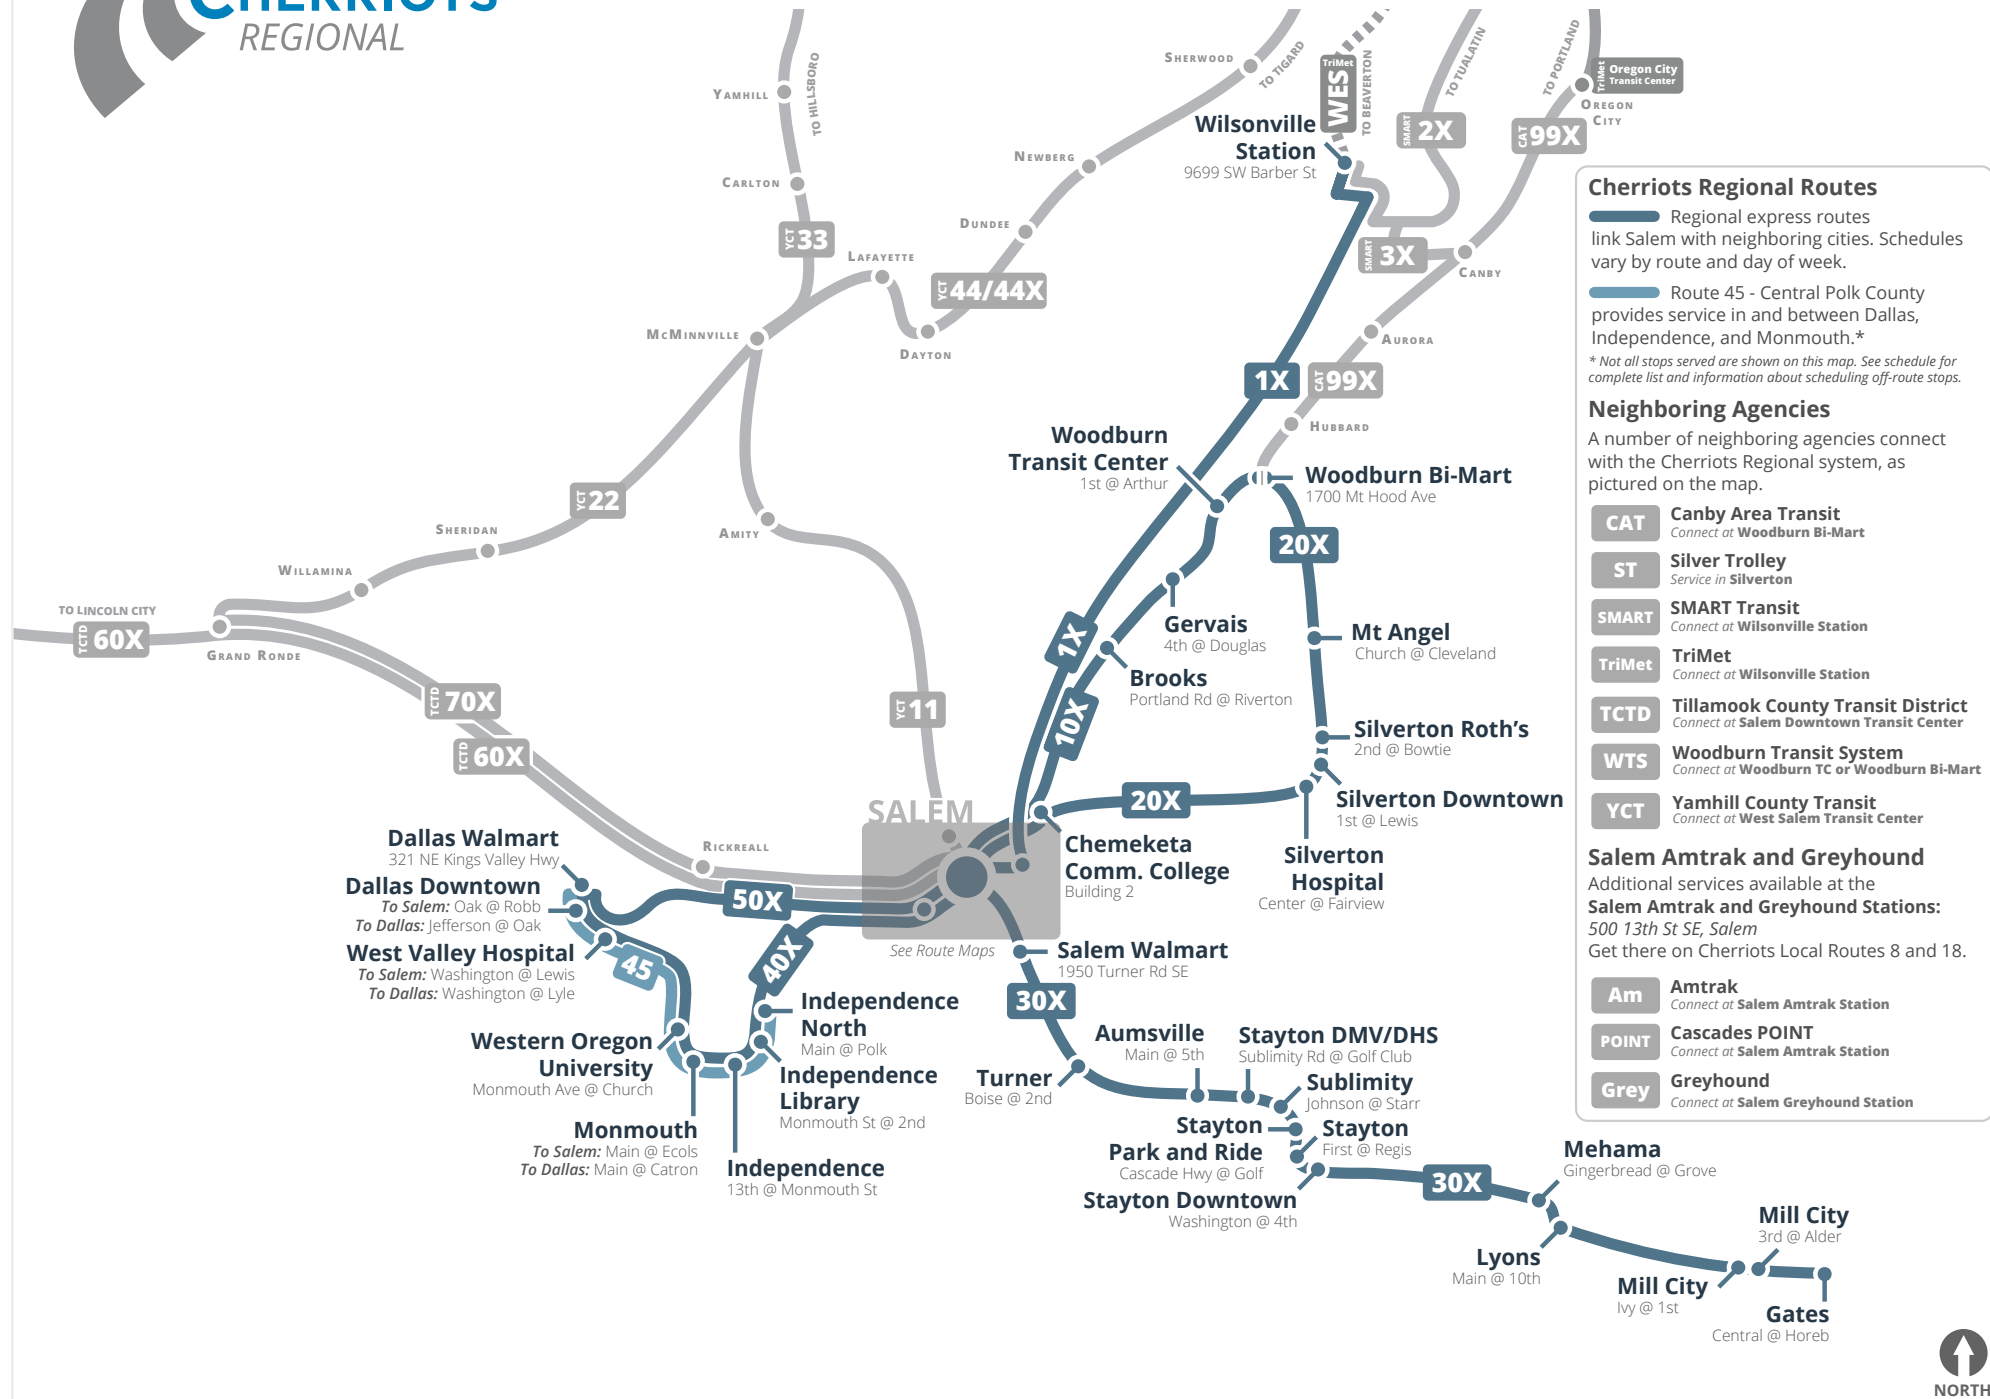 CHERRIOTS
REGIONAL
YAMHILL
TO HILLSBORO
CARLTON
YCT 33
LAFAYETTE
McMINNVILLE
DAYTON
YCT 44/44X
DUNDEE
NEWBERG
SHERWOOD
TO TIGARD
TriMet
WES
TO BEAVERTON
Wilsonville
Station
9699 SW Barber St
SMART 2X
TO TUALATIN
TO PORTLAND
CAT 99X
TriMet
Oregon City
Transit Center
OREGON
CITY
SMART 3X
CANBY
AURORA
1X
CAT 99X
HUBBARD
Woodburn
Transit Center
1st @ Arthur
Woodburn Bi-Mart
1700 Mt Hood Ave
20X
YCT 22
SHERIDAN
AMITY
WILLAMINA
TO LINCOLN CITY
TCTD 60X
GRAND RONDE
TCTD 70X
TCTD 60X
YCT 11
1X
10X
Gervais
4th @ Douglas
Brooks
Portland Rd @ Riverton
Mt Angel
Church @ Cleveland
Silverton Roth's
2nd @ Bowtie
20X
Silverton Downtown
1st @ Lewis
Silverton
Hospital
Center @ Fairview
SALEM
Chemeketa
Comm. College
Building 2
See Route Maps
RICKREALL
Dallas Walmart
321 NE Kings Valley Hwy
Dallas Downtown
To Salem: Oak @ Robb
To Dallas: Jefferson @ Oak
West Valley Hospital
To Salem: Washington @ Lewis
To Dallas: Washington @ Lyle
50X
45
40X
Western Oregon
University
Monmouth Ave @ Church
Monmouth
To Salem: Main @ Ecols
To Dallas: Main @ Catron
Independence
North
Main @ Polk
Independence
Library
Monmouth St @ 2nd
Independence
13th @ Monmouth St
Salem Walmart
1950 Turner Rd SE
30X
Turner
Boise @ 2nd
Aumsville
Main @ 5th
Stayton DMV/DHS
Sublimity Rd @ Golf Club
Sublimity
Johnson @ Starr
Stayton
Park and Ride
Cascade Hwy @ Golf
Stayton
First @ Regis
Stayton Downtown
Washington @ 4th
30X
Mehama
Gingerbread @ Grove
Lyons
Main @ 10th
Mill City
3rd @ Alder
Mill City
Ivy @ 1st
Gates
Central @ Horeb
Cherriots Regional Routes
Regional express routes
link Salem with neighboring cities. Schedules
vary by route and day of week.
Route 45 - Central Polk County
provides service in and between Dallas,
Independence, and Monmouth.*
* Not all stops served are shown on this map. See schedule for
complete list and information about scheduling off-route stops.
Neighboring Agencies
A number of neighboring agencies connect
with the Cherriots Regional system, as
pictured on the map.
CAT
Canby Area Transit
Connect at Woodburn Bi-Mart
ST
Silver Trolley
Service in Silverton
SMART
SMART Transit
Connect at Wilsonville Station
TriMet
TriMet
Connect at Wilsonville Station
TCTD
Tillamook County Transit District
Connect at Salem Downtown Transit Center
WTS
Woodburn Transit System
Connect at Woodburn TC or Woodburn Bi-Mart
YCT
Yamhill County Transit
Connect at West Salem Transit Center
Salem Amtrak and Greyhound
Additional services available at the
Salem Amtrak and Greyhound Stations:
500 13th St SE, Salem
Get there on Cherriots Local Routes 8 and 18.
Am
Amtrak
Connect at Salem Amtrak Station
POINT
Cascades POINT
Connect at Salem Amtrak Station
Grey
Greyhound
Connect at Salem Greyhound Station
NORTH